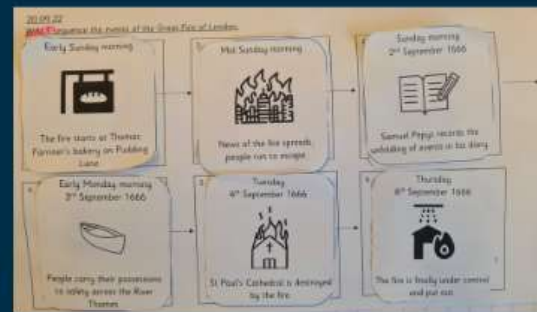 20.09.22
WALT: sequence the events of the Great Fire of London.
Early Sunday morning
The fire starts at Thomas
Farriner's bakery on Pudding
Lane.
Mid Sunday morning
News of the fire spreads,
people run to escape.
Sunday morning
2nd September 1666
Samuel Pepys records the
unfolding of events in his diary.
Early Monday morning
3rd September 1666
People carry their possessions
to safety across the River
Thames.
Tuesday
4th September 1666
St Paul's Cathedral is destroyed
by the fire.
Thursday
6th September 1666
The fire is finally under control
and put out.